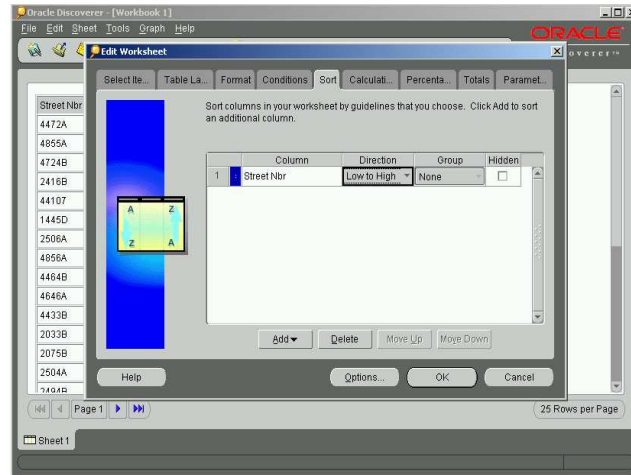 Oracle Discoverer - [Workbook 1]
File Edit Sheet Tools Graph Help
ORACLE
Edit Worksheet
overer
Select Ite... Table La... Format Conditions Sort Calculati... Percenta... Totals Paramet...
Sort columns in your worksheet by guidelines that you choose. Click Add to sort
an additional column.
Street Nbr
4472A
4855A
4724B
2416B
44107
1445D
2506A
4856A
4464B
4646A
4433B
2033B
2075B
2504A
2494B
Column Direction Group Hidden
1 Street Nbr Low to High None
A Z
Z A
Add Delete Move Up Move Down
Help Options... OK Cancel
Page 1 25 Rows per Page
Sheet 1